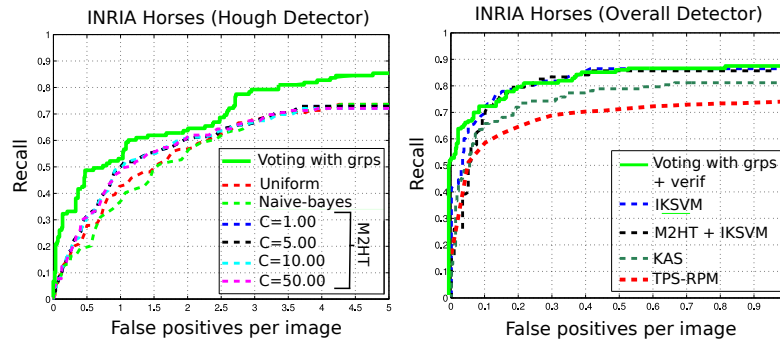 INRIA Horses (Hough Detector)
1
0.9
0.8
0.7
0.6
0.5
0.4
0.3
0.2
0.1
0
Recall
0 0.5 1 1.5 2 2.5 3 3.5 4 4.5 5
False positives per image
Voting with grps
Uniform
Naive-bayes
C=1.00
C=5.00
C=10.00
C=50.00
M2HT
INRIA Horses (Overall Detector)
1
0.9
0.8
0.7
0.6
0.5
0.4
0.3
0.2
0.1
0
Recall
0 0.1 0.2 0.3 0.4 0.5 0.6 0.7 0.8 0.9
False positives per image
Voting with grps
+ verif
IKSVM
M2HT + IKSVM
KAS
TPS-RPM